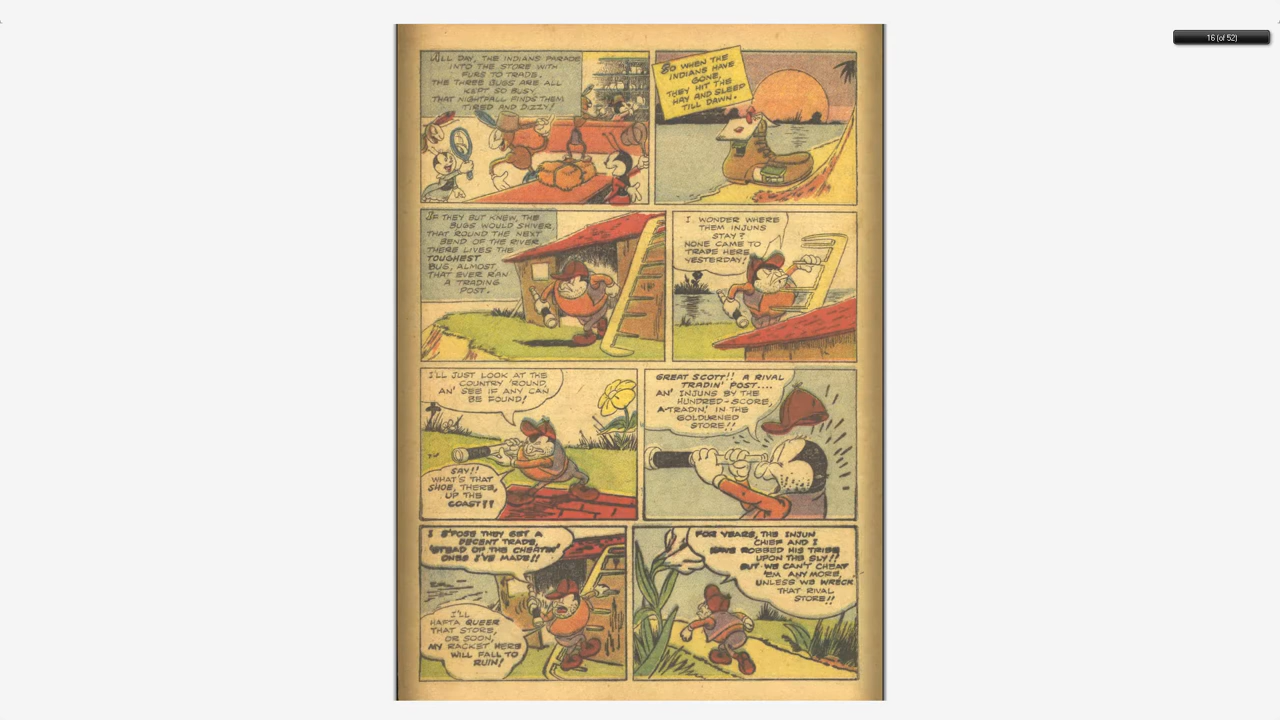 16 (of 52)
ALL DAY, THE INDIANS PARADE
INTO THE STORE WITH
FURS TO TRADE.
THE THREE BUGS ARE ALL
KEPT SO BUSY,
THAT NIGHTFALL FINDS THEM
TIRED AND DIZZY!
SO WHEN THE
INDIANS HAVE
GONE,
THEY HIT THE
HAY AND SLEEP
TILL DAWN.
IF THEY BUT KNEW, THE
BUGS WOULD SHIVER
THAT ROUND THE NEXT
BEND OF THE RIVER
THERE LIVES THE
TOUGHEST
BUG, ALMOST,
THAT EVER RAN
A TRADING
POST.
I WONDER WHERE
THEM INJUNS
STAY?
NONE CAME TO
TRADE HERE
YESTERDAY!
I'LL JUST LOOK AT THE
COUNTRY 'ROUND,
AN' SEE IF ANY CAN
BE FOUND!
SAY!!
WHAT'S THAT
SHOE, THERE,
UP THE
COAST??
GREAT SCOTT!! A RIVAL
TRADIN' POST....
AN' INJUNS BY THE
HUNDRED-SCORE,
A-TRADIN' IN THE
GOLDURNED
STORE!!
I S'POSE THEY GET A
DECENT TRADE,
'STEAD OF THE CHEATIN'
ONES I'VE MADE!!
I'LL
HAFTA QUEER
THAT STORE,
OR SOON,
MY RACKET HERE
WILL FALL TO
RUIN!
FOR YEARS, THE INJUN
CHIEF AND I
HAVE ROBBED HIS TRIBE
UPON THE SLY!!
BUT WE CAN'T CHEAT
'EM ANY MORE,
UNLESS WE WRECK
THAT RIVAL
STORE!!